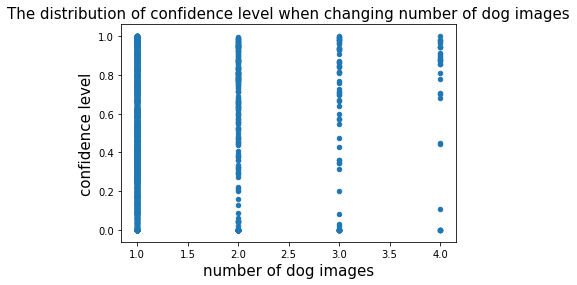 The distribution of confidence level when changing number of dog images
confidence level
1.0
0.8
0.6
0.4
0.2
0.0
1.0 1.5 2.0 2.5 3.0 3.5 4.0
number of dog images